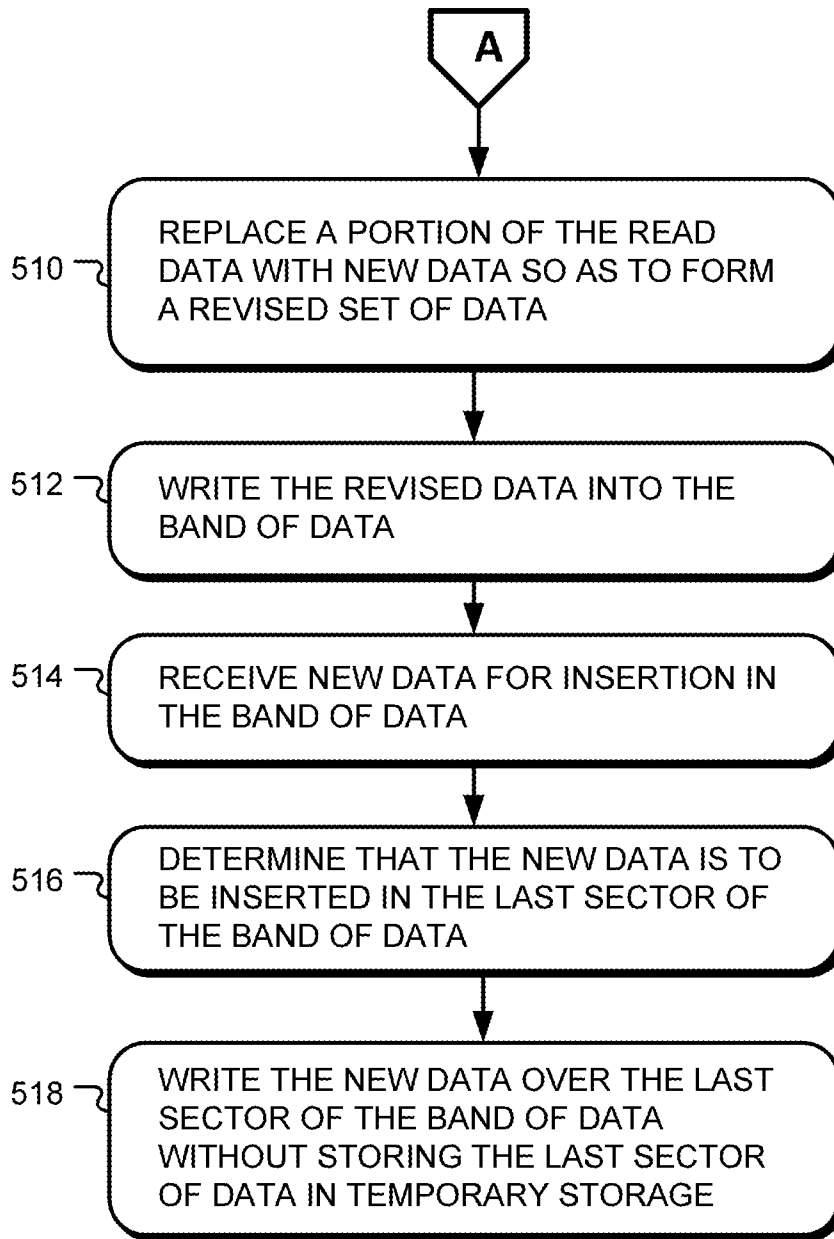 A
510
REPLACE A PORTION OF THE READ
DATA WITH NEW DATA SO AS TO FORM
A REVISED SET OF DATA
512
WRITE THE REVISED DATA INTO THE
BAND OF DATA
514
RECEIVE NEW DATA FOR INSERTION IN
THE BAND OF DATA
516
DETERMINE THAT THE NEW DATA IS TO
BE INSERTED IN THE LAST SECTOR OF
THE BAND OF DATA
518
WRITE THE NEW DATA OVER THE LAST
SECTOR OF THE BAND OF DATA
WITHOUT STORING THE LAST SECTOR
OF DATA IN TEMPORARY STORAGE